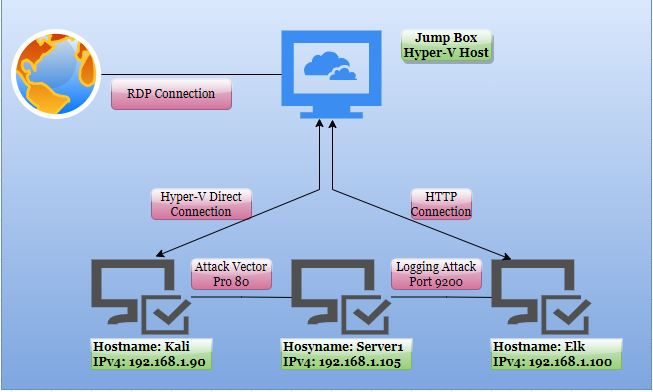 Jump Box
Hyper-V Host
RDP Connection
Hyper-V Direct
Connection
HTTP
Connection
Attack Vector
Pro 80
Logging Attack
Port 9200
Hostname: Kali
IPv4: 192.168.1.90
Hosyname: Server1
IPv4: 192.168.1.105
Hostname: Elk
IPv4: 192.168.1.100